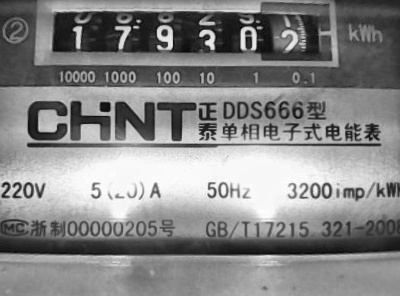 ② 179302 kWh
10000 1000 100 10 1 0.1
CHNT 正泰 DDS666型
单相电子式电能表
220V 5(20)A 50Hz 3200imp/kWh
MC 浙制00000205号 GB/T17215.321-2008